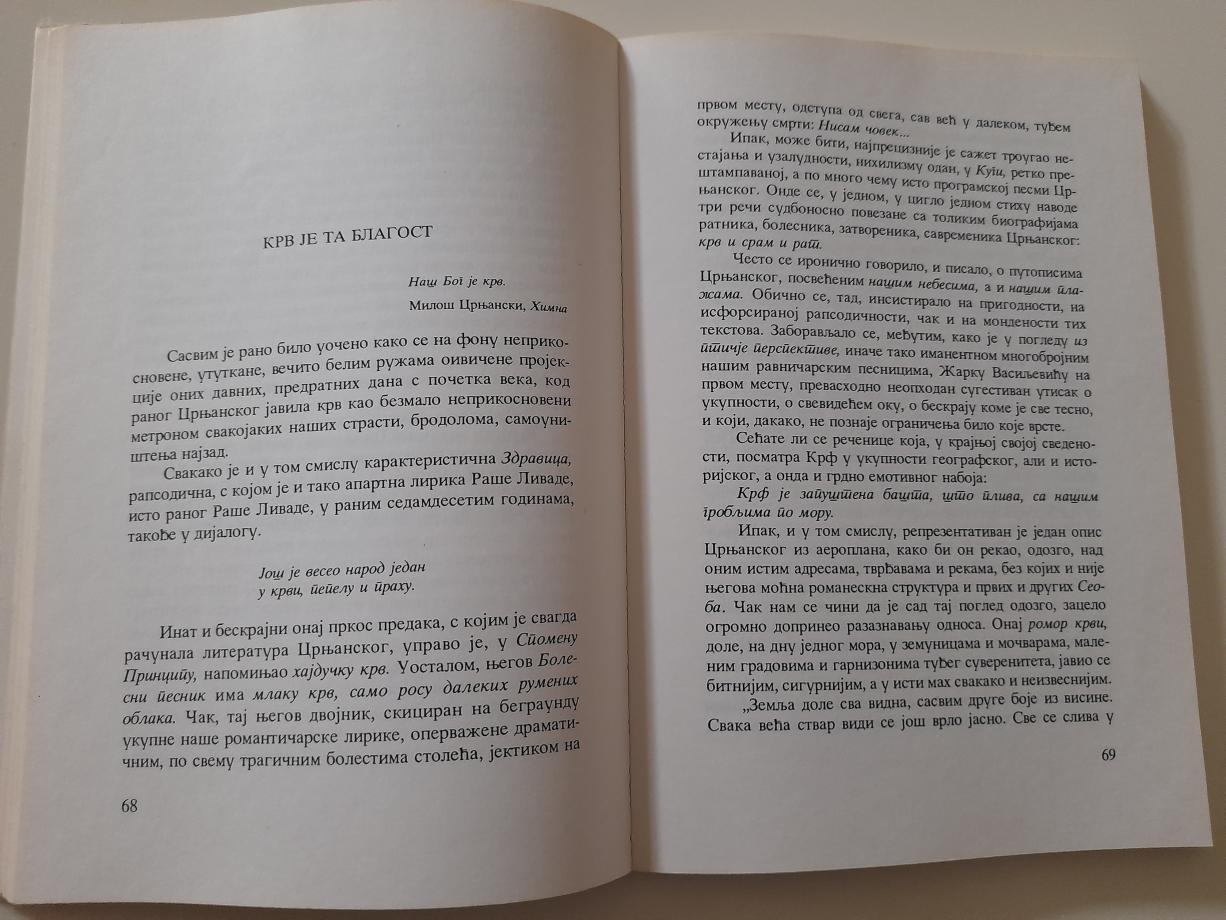 КРВ ЈЕ ТА БЛАГОСТ
Наш Бог је крв.
Милош Црњански, Химна
Сасвим је рано било уочено како се на фону неприко-
сновене, утуткане, вечито белим ружама оивичене пројек-
ције оних давних, предратних дана с почетка века, код
раног Црњанског јавила крв као безмало неприкосновени
метроном свакојаких наших страсти, бродолома, самоуни-
штења најзад.
Свакако је и у том смислу карактеристична Здравица,
рапсодична, с којом је и тако апартна лирика Раше Ливаде,
исто раног Раше Ливаде, у раним седамдесетим годинама,
такође у дијалогу.
Још је весео народ један
у крви, пепелу и праху.
Инат и бескрајни онај пркос предака, с којим је свагда
рачунала литература Црњанског, управо је, у Спомену
Принципу, напомињао хајдучку крв. Уосталом, његов Боле-
сни песник има млаку крв, само росу далеких румених
облака. Чак, тај његов двојник, скициран на беграунду
укупне наше романтичарске лирике, оперважене драмати-
чним, по свему трагичним болестима столећа, јектиком на
68
првом месту, одступа од свега, сав већ у далеком, туђем
окружењу смрти: Нисам човек...
Ипак, може бити, најпрецизније је сажет троугао не-
стајања и узалудности, нихилизму одан, у Куги, ретко пре-
штампаваној, а по много чему исто програмској песми Цр-
њанског. Онде се, у једном, у цигло једном стиху наводе
три речи судбоносно повезане са толиким биографијама
ратника, болесника, затвореника, савременика Црњанског:
крв и срам и рат.
Често се иронично говорило, и писало, о путописима
Црњанског, посвећеним нашим небесима, а и нашим пла-
жама. Обично се, тад, инсистирало на пригодности, на
исфорсираној рапсодичности, чак и на мондености тих
текстова. Заборављало се, међутим, како је у погледу из
птичје перспективе, иначе тако иманентном многобројним
нашим равничарским песницима, Жарку Васиљевићу на
првом месту, превасходно неопходан сугестиван утисак о
укупности, о свевидећем оку, о бескрају коме је све тесно,
и који, дакако, не познаје ограничења било које врсте.
Сећате ли се реченице која, у крајњој својој сведено-
сти, посматра Крф у укупности географског, али и исто-
ријског, а онда и грдно емотивног набоја:
Крф је запуштена башта, што плива, са нашим
гробљима по мору.
Ипак, и у том смислу, репрезентативан је један опис
Црњанског из аероплана, како би он рекао, одозго, над
оним истим адресама, тврђавама и рекама, без којих и није
његова моћна романескна структура и првих и других Сео-
ба. Чак нам се чини да је сад тај поглед одозго, зацело
огромно допринео разазнавању односа. Онај ромор крви,
доле, на дну једног мора, у земуницама и мочварама, мале-
ним градовима и гарнизонима туђег суверенитета, јавио се
битнијим, сигурнијим, а у исти мах свакако и неизвеснијим.
„Земља доле сва видна, сасвим друге боје из висине.
Свака већа ствар види се још врло јасно. Све се слива у
69